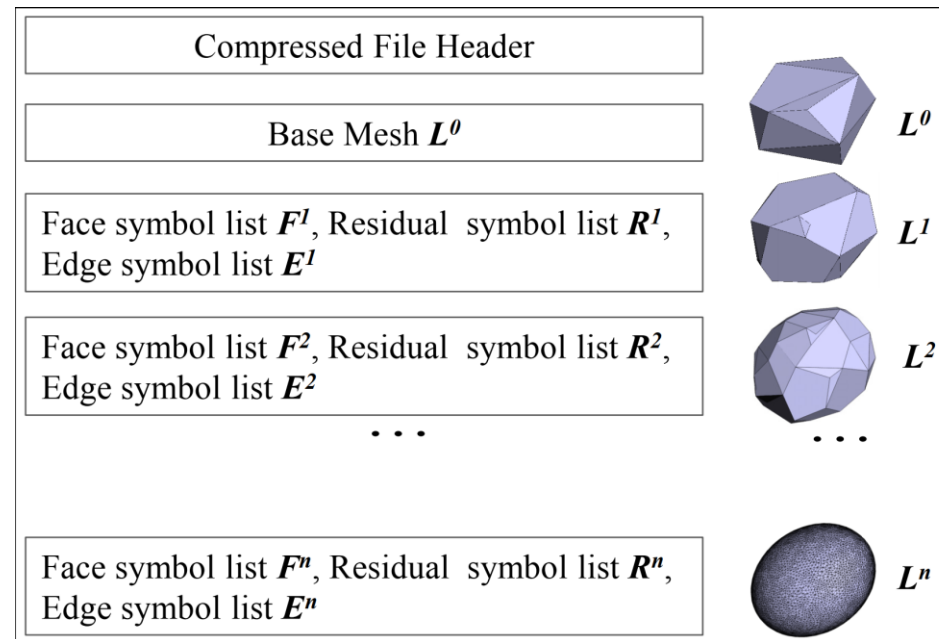 Compressed File Header
Base Mesh L⁰
L⁰
Face symbol list F¹, Residual symbol list R¹,
Edge symbol list E¹
L¹
Face symbol list F², Residual symbol list R²,
Edge symbol list E²
L²
. . .
. . .
Face symbol list Fⁿ, Residual symbol list Rⁿ,
Edge symbol list Eⁿ
Lⁿ